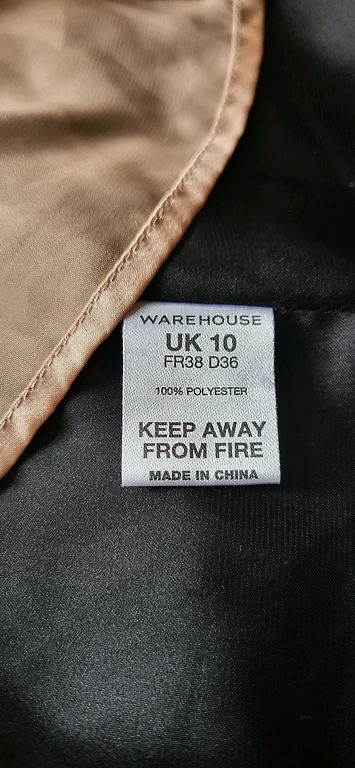 WAREHOUSE
UK 10
FR38 D36
100% POLYESTER
KEEP AWAY
FROM FIRE
MADE IN CHINA